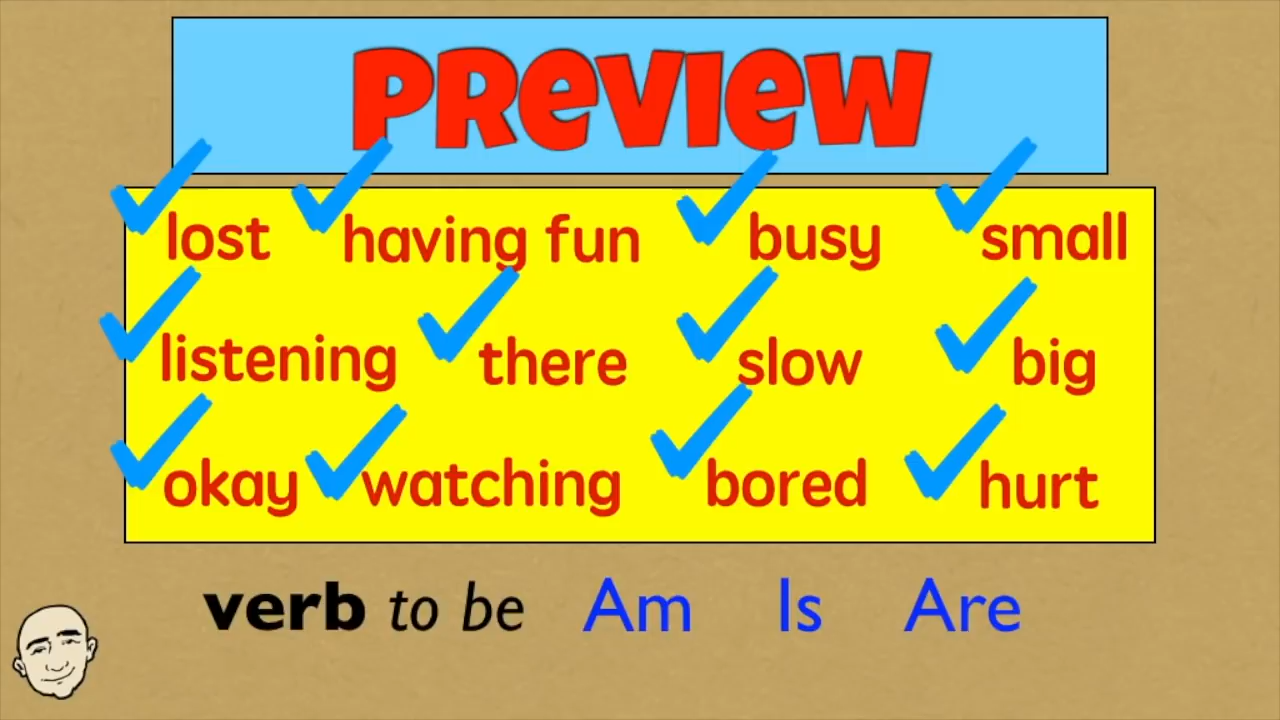 PREVIEW
lost having fun busy small
listening there slow big
okay watching bored hurt
verb to be Am Is Are